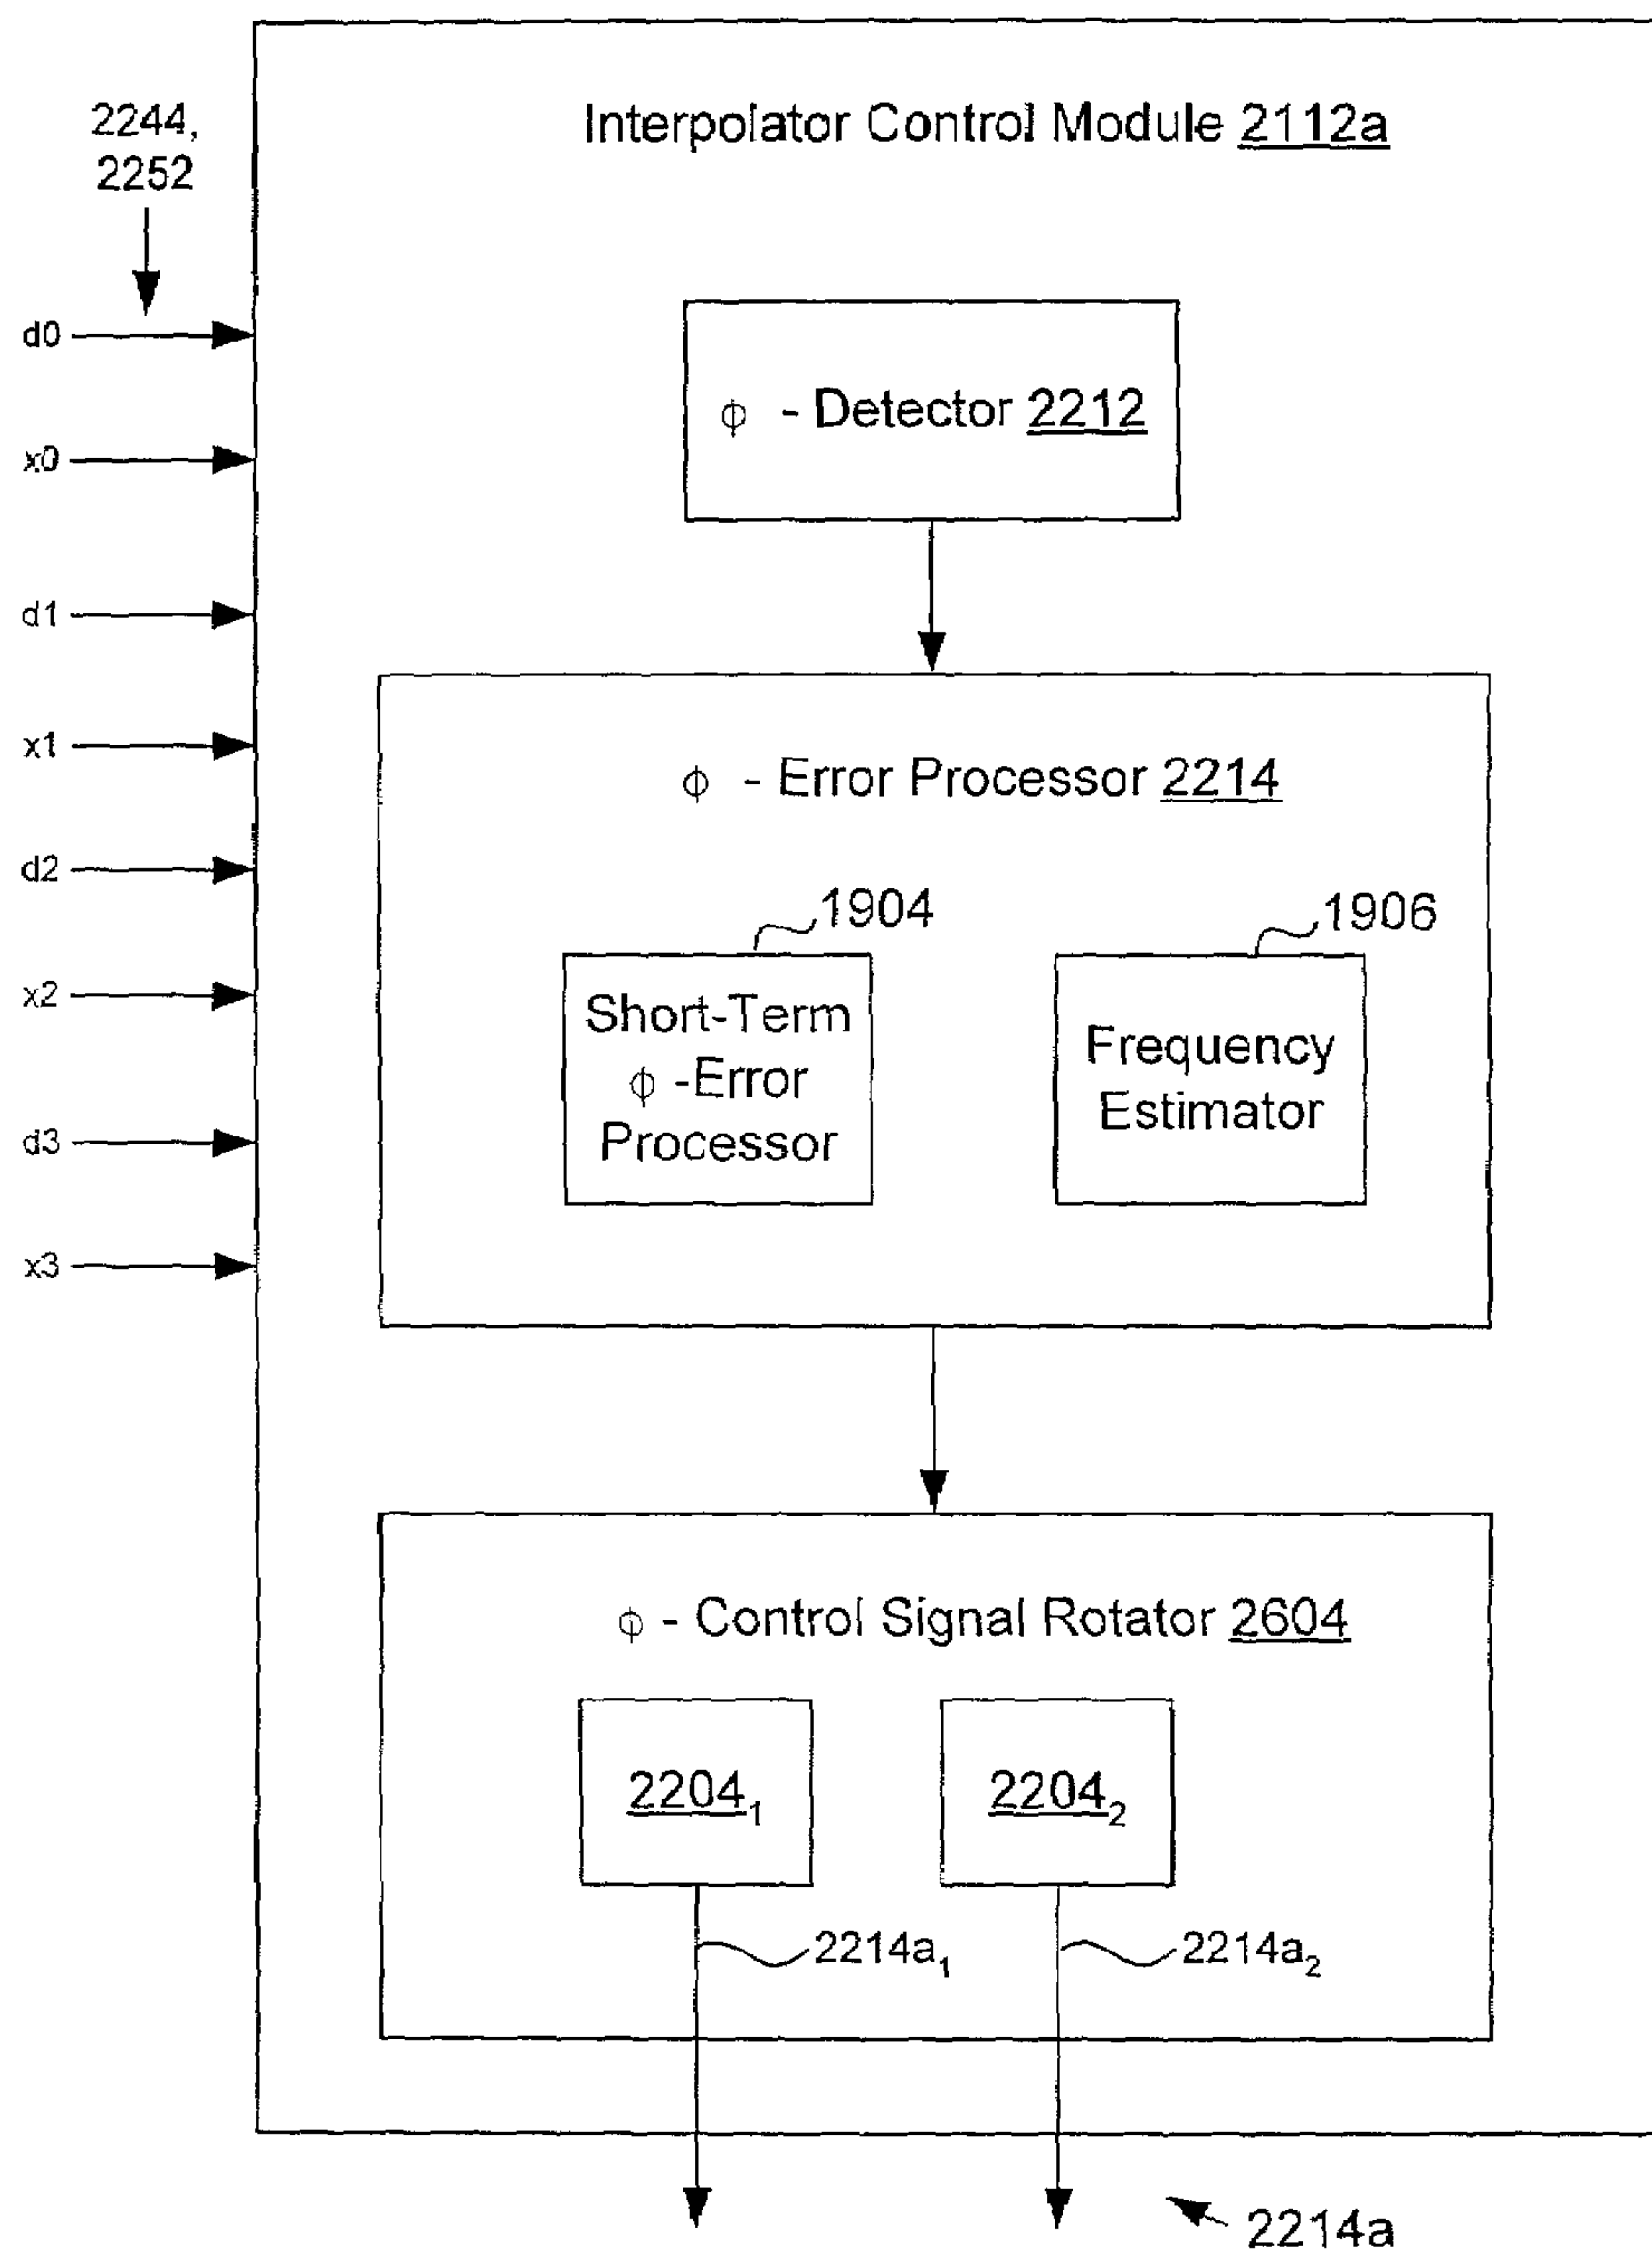 2244,
2252
Interpolator Control Module 2112a
d0
x0
d1
x1
d2
x2
d3
x3
ϕ - Detector 2212
ϕ - Error Processor 2214
1904
1906
Short-Term
ϕ -Error
Processor
Frequency
Estimator
ϕ - Control Signal Rotator 2604
2204₁
2204₂
2214a₁
2214a₂
2214a